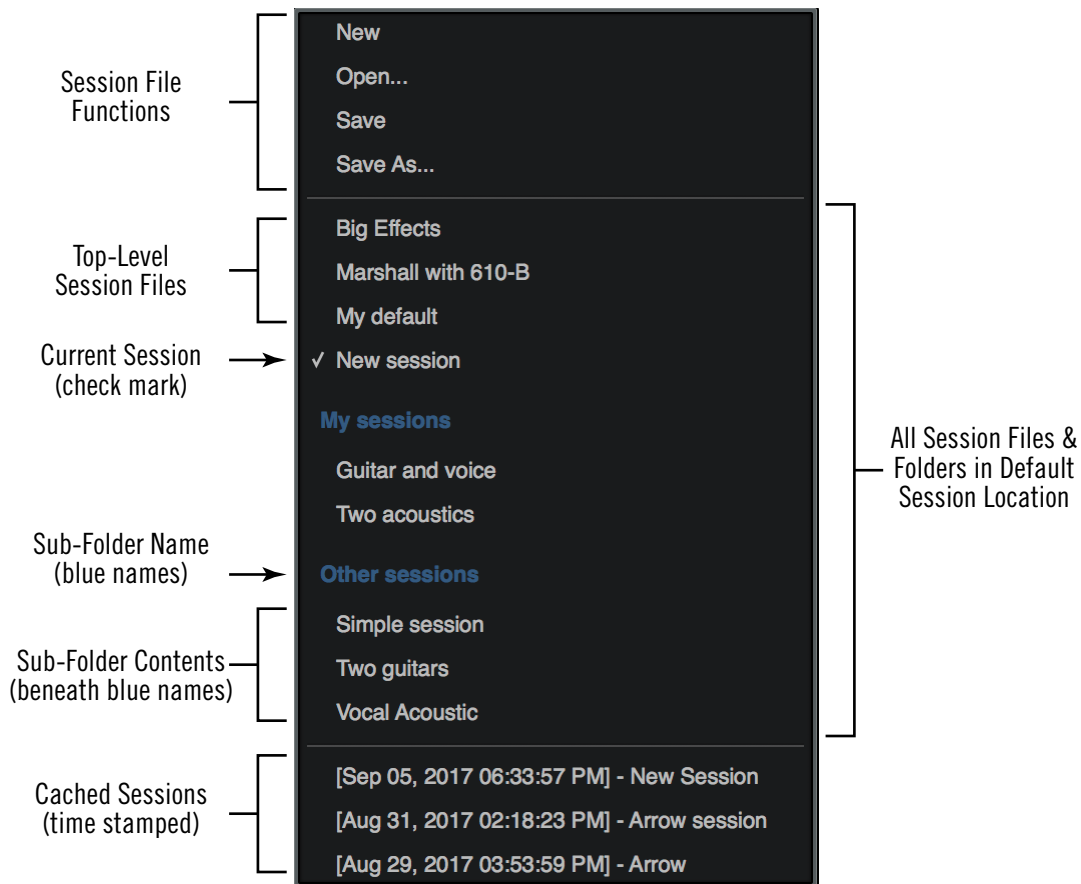 Session File
Functions
New
Open...
Save
Save As...
Top-Level
Session Files
Big Effects
Marshall with 610-B
My default
Current Session
(check mark)
✓ New session
My sessions
Guitar and voice
Two acoustics
All Session Files &
Folders in Default
Session Location
Sub-Folder Name
(blue names)
Other sessions
Sub-Folder Contents
(beneath blue names)
Simple session
Two guitars
Vocal Acoustic
Cached Sessions
(time stamped)
[Sep 05, 2017 06:33:57 PM] - New Session
[Aug 31, 2017 02:18:23 PM] - Arrow session
[Aug 29, 2017 03:53:59 PM] - Arrow